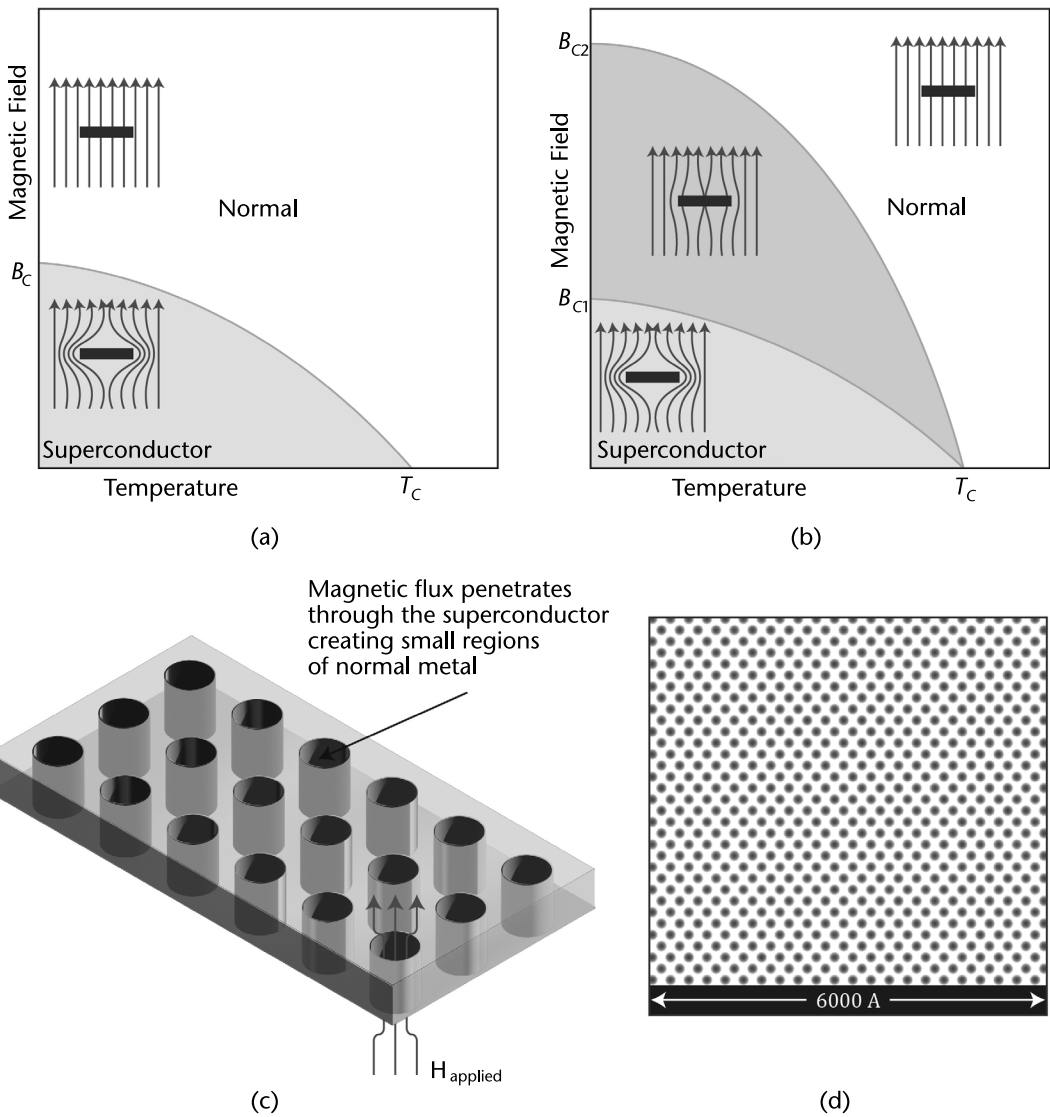 Magnetic Field
B_C
Normal
Superconductor
Temperature
T_C
(a)
Magnetic Field
B_C2
Normal
B_C1
Superconductor
Temperature
T_C
(b)
Magnetic flux penetrates
through the superconductor
creating small regions
of normal metal
H applied
(c)
6000 A
(d)